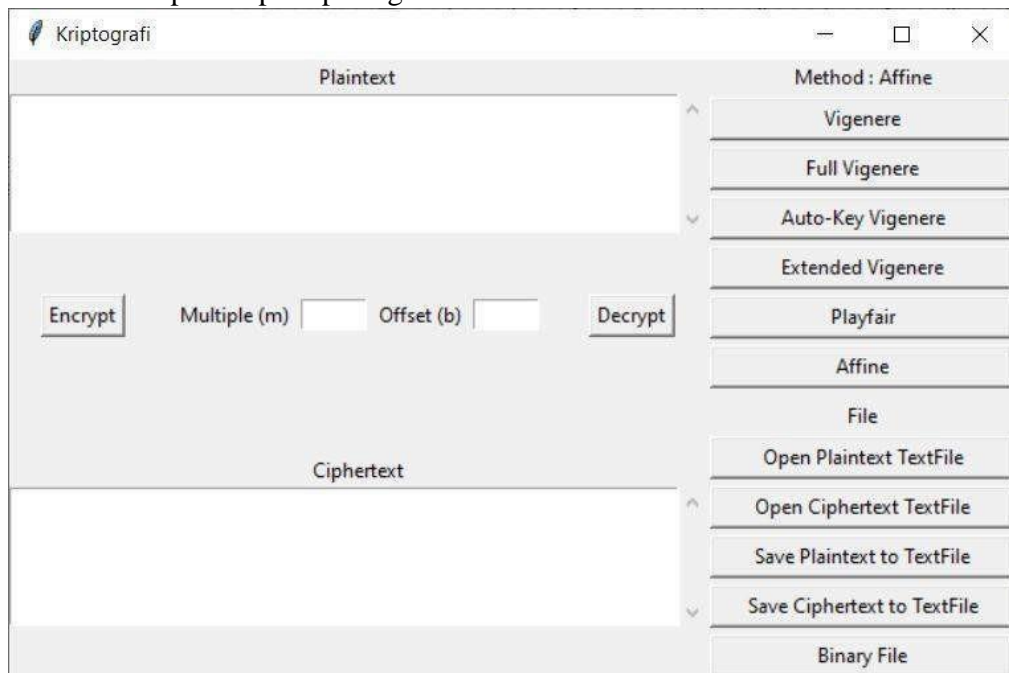 Kriptografi
Plaintext
Method : Affine
Vigenere
Full Vigenere
Auto-Key Vigenere
Extended Vigenere
Encrypt
Multiple (m)
Offset (b)
Decrypt
Playfair
Affine
File
Open Plaintext TextFile
Ciphertext
Open Ciphertext TextFile
Save Plaintext to TextFile
Save Ciphertext to TextFile
Binary File